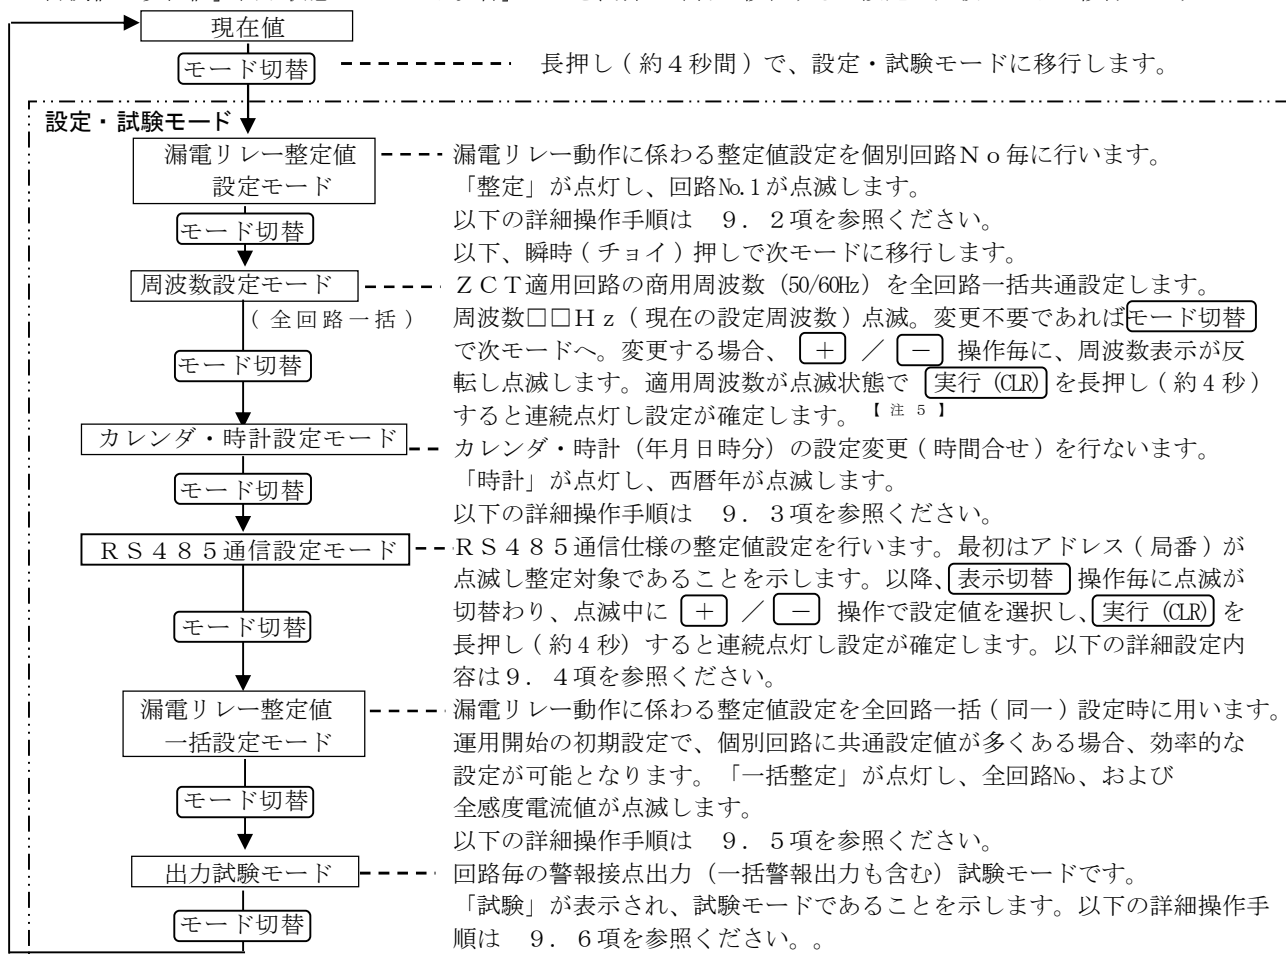 現在値
モード切替
長押し(約4秒間)で、設定・試験モードに移行します。
設定・試験モード
漏電リレー整定値
設定モード
漏電リレー動作に係わる整定値設定を個別回路No毎に行います。
「整定」が点灯し、回路№1が点滅します。
以下の詳細操作手順は 9.2項を参照ください。
モード切替
以下、瞬時(チョイ)押しで次モードに移行します。
周波数設定モード
(全回路一括)
ZCT適用回路の商用周波数(50/60Hz)を全回路一括共通設定します。
周波数□□Hz(現在の設定周波数)点滅。変更不要であればモード切替
で次モードへ。変更する場合、 + / - 操作毎に、周波数表示が反
転し点滅します。適用周波数が点滅状態で 実行(CLR) を長押し(約4秒)
すると連続点灯し設定が確定します。【注5】
モード切替
カレンダ・時計設定モード
カレンダ・時計(年月日時分)の設定変更(時間合せ)を行ないます。
「時計」が点灯し、西暦年が点滅します。
以下の詳細操作手順は 9.3項を参照ください。
モード切替
RS485通信設定モード
RS485通信仕様の整定値設定を行います。最初はアドレス(局番)が
点滅し整定対象であることを示します。以降、表示切替 操作毎に点滅が
切替わり、点滅中に + / - 操作で設定値を選択し、実行(CLR) を
長押し(約4秒)すると連続点灯し設定が確定します。以下の詳細設定内
容は9.4項を参照ください。
モード切替
漏電リレー整定値
一括設定モード
漏電リレー動作に係わる整定値設定を全回路一括(同一)設定時に用います。
運用開始の初期設定で、個別回路に共通設定値が多くある場合、効率的な
設定が可能となります。「一括整定」が点灯し、全回路№、および
全感度電流値が点滅します。
以下の詳細操作手順は 9.5項を参照ください。
モード切替
出力試験モード
回路毎の警報接点出力(一括警報出力も含む)試験モードです。
「試験」が表示され、試験モードであることを示します。以下の詳細操作手
順は 9.6項を参照ください。。
モード切替